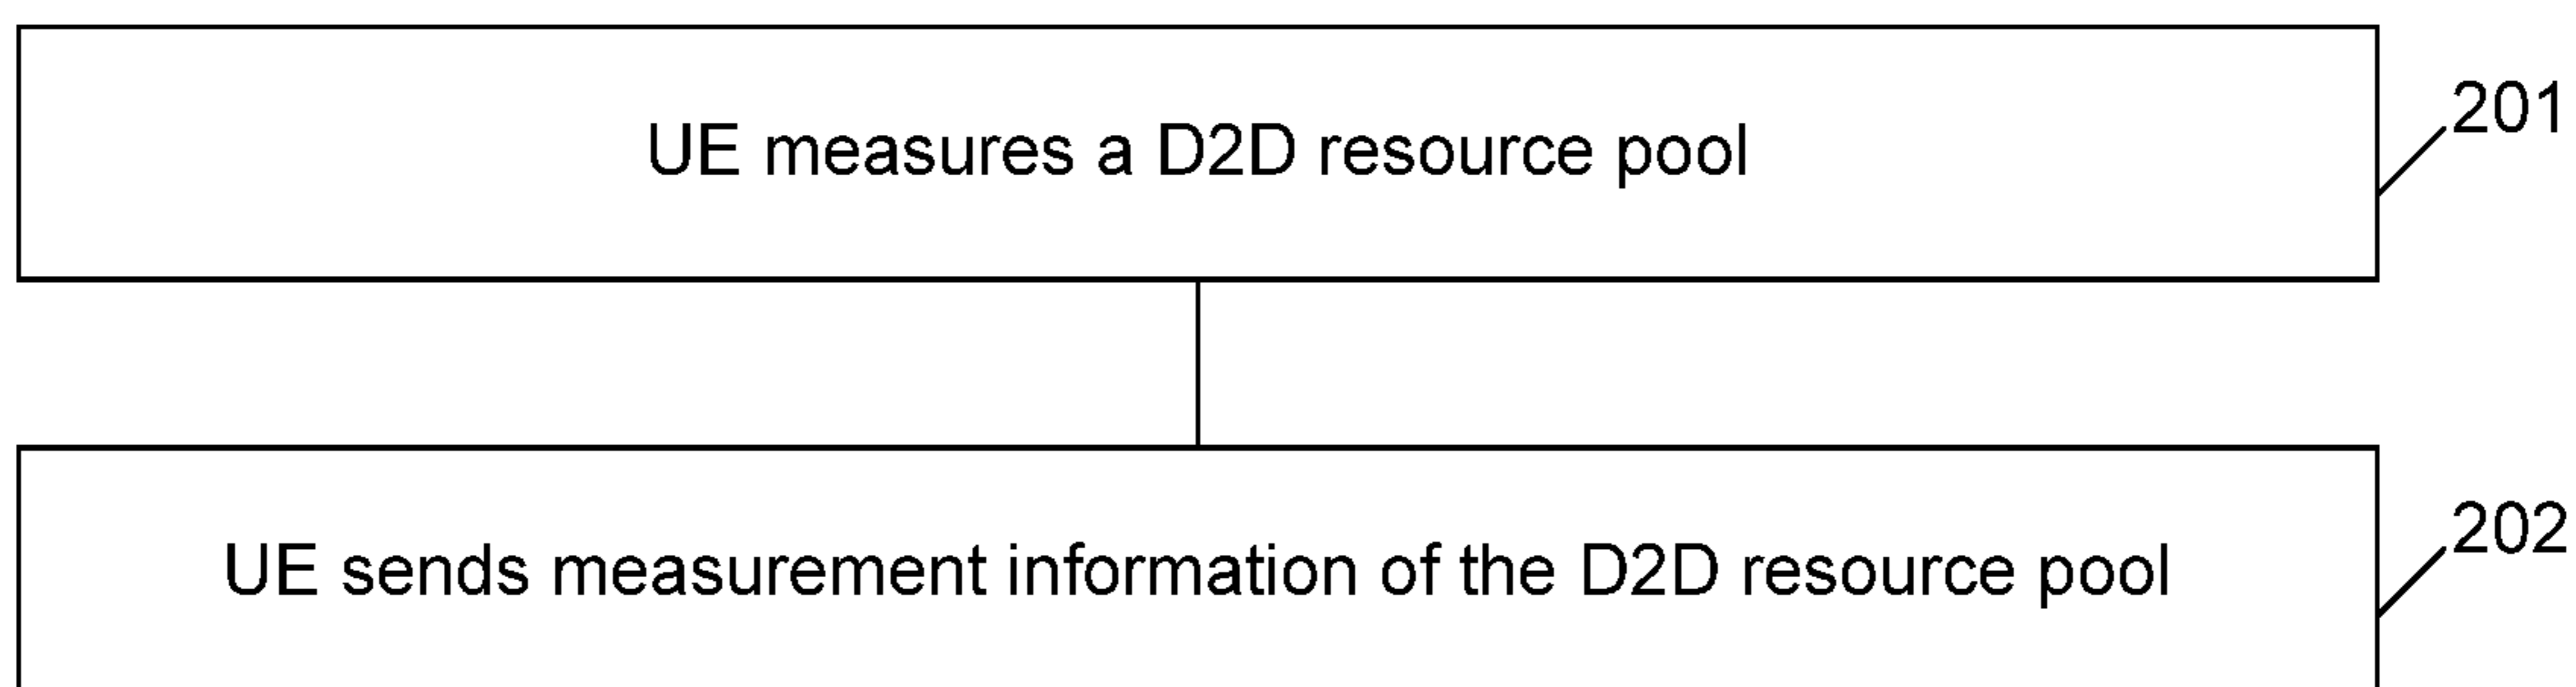 UE measures a D2D resource pool
201
UE sends measurement information of the D2D resource pool
202